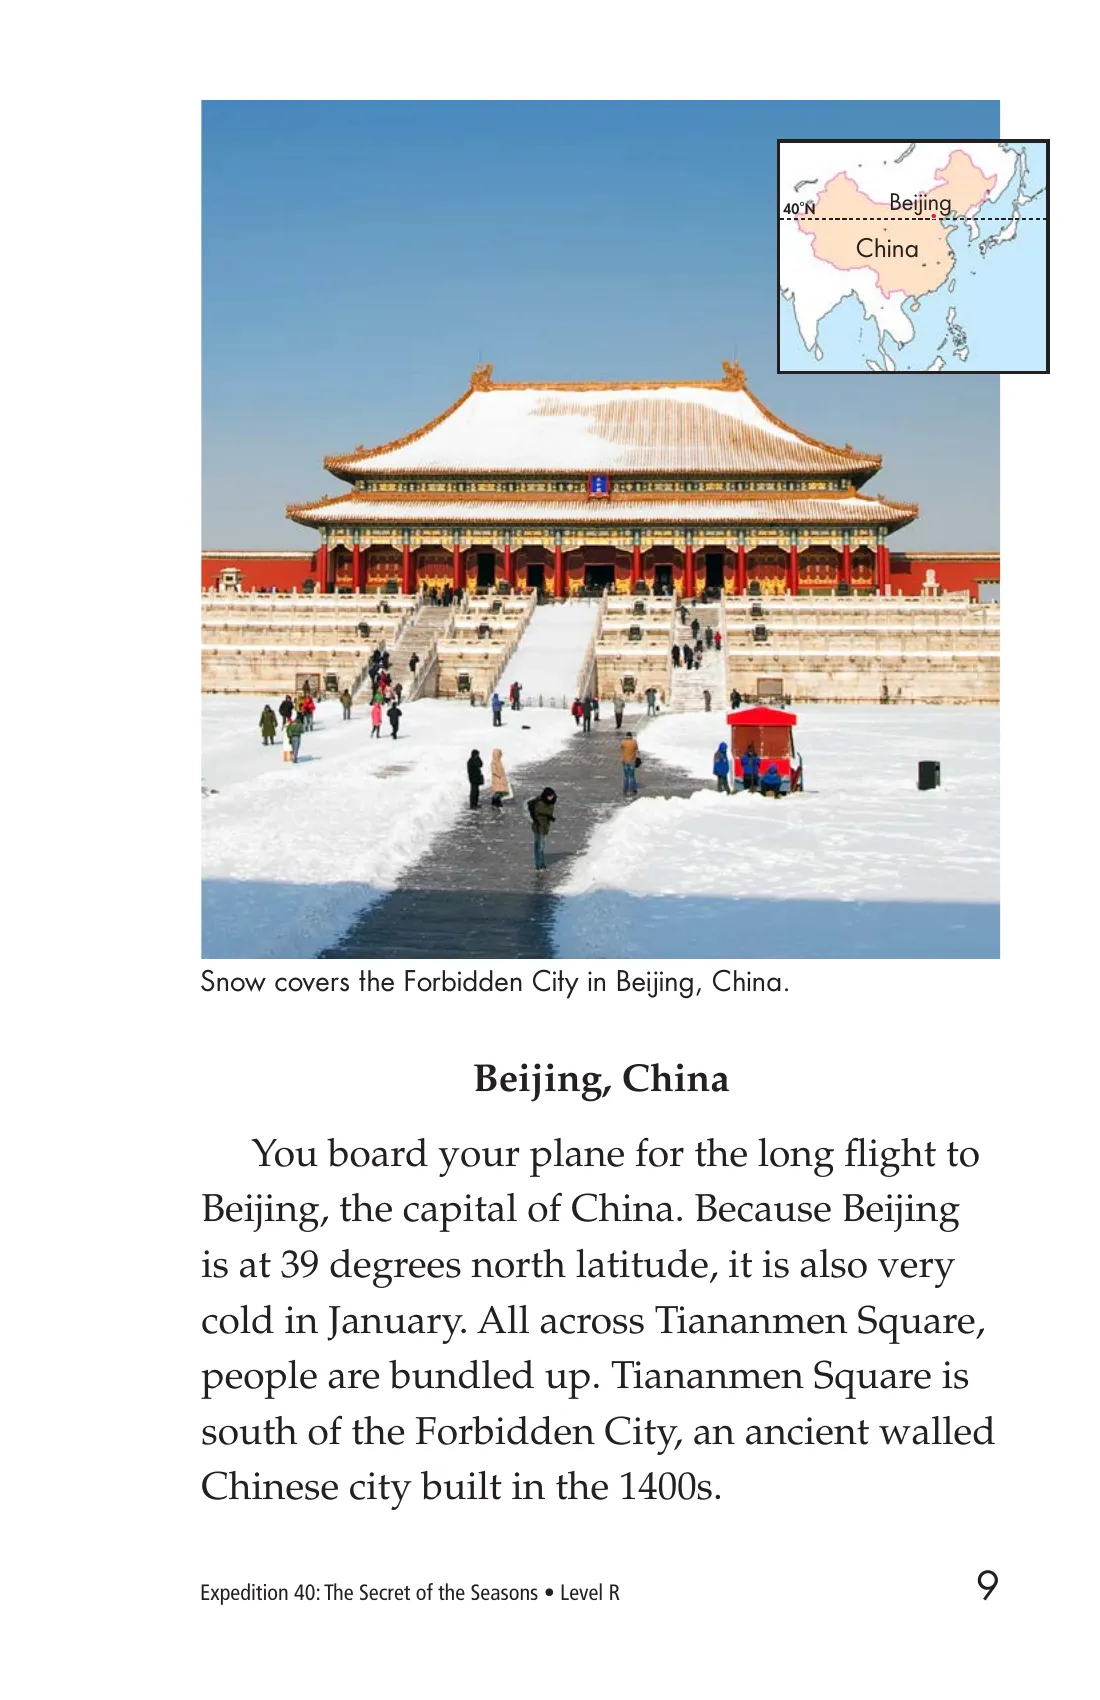 40°N
Beijing
China
Snow covers the Forbidden City in Beijing, China.
Beijing, China
You board your plane for the long flight to
Beijing, the capital of China. Because Beijing
is at 39 degrees north latitude, it is also very
cold in January. All across Tiananmen Square,
people are bundled up. Tiananmen Square is
south of the Forbidden City, an ancient walled
Chinese city built in the 1400s.
Expedition 40: The Secret of the Seasons • Level R
9